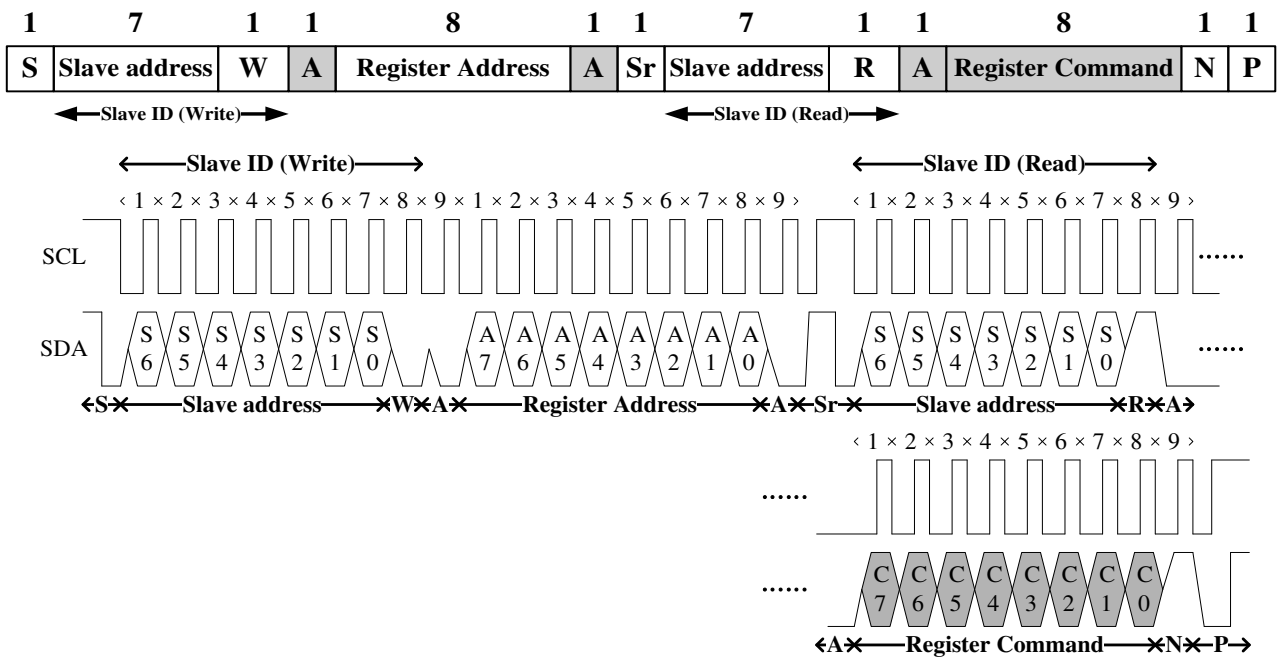 1 7 1 1 8 1 1 7 1 1 8 1 1
S Slave address W A Register Address A Sr Slave address R A Register Command N P
Slave ID (Write) Slave ID (Read)
Slave ID (Write) Slave ID (Read)
‹ 1 × 2 × 3 × 4 × 5 × 6 × 7 × 8 × 9 × 1 × 2 × 3 × 4 × 5 × 6 × 7 × 8 × 9 › ‹ 1 × 2 × 3 × 4 × 5 × 6 × 7 × 8 × 9 ›
SCL ......
SDA S6 S5 S4 S3 S2 S1 S0 A7 A6 A5 A4 A3 A2 A1 A0 S6 S5 S4 S3 S2 S1 S0 ......
S Slave address W A Register Address A Sr Slave address R A
‹ 1 × 2 × 3 × 4 × 5 × 6 × 7 × 8 × 9 ›
......
...... C7 C6 C5 C4 C3 C2 C1 C0
A Register Command N P